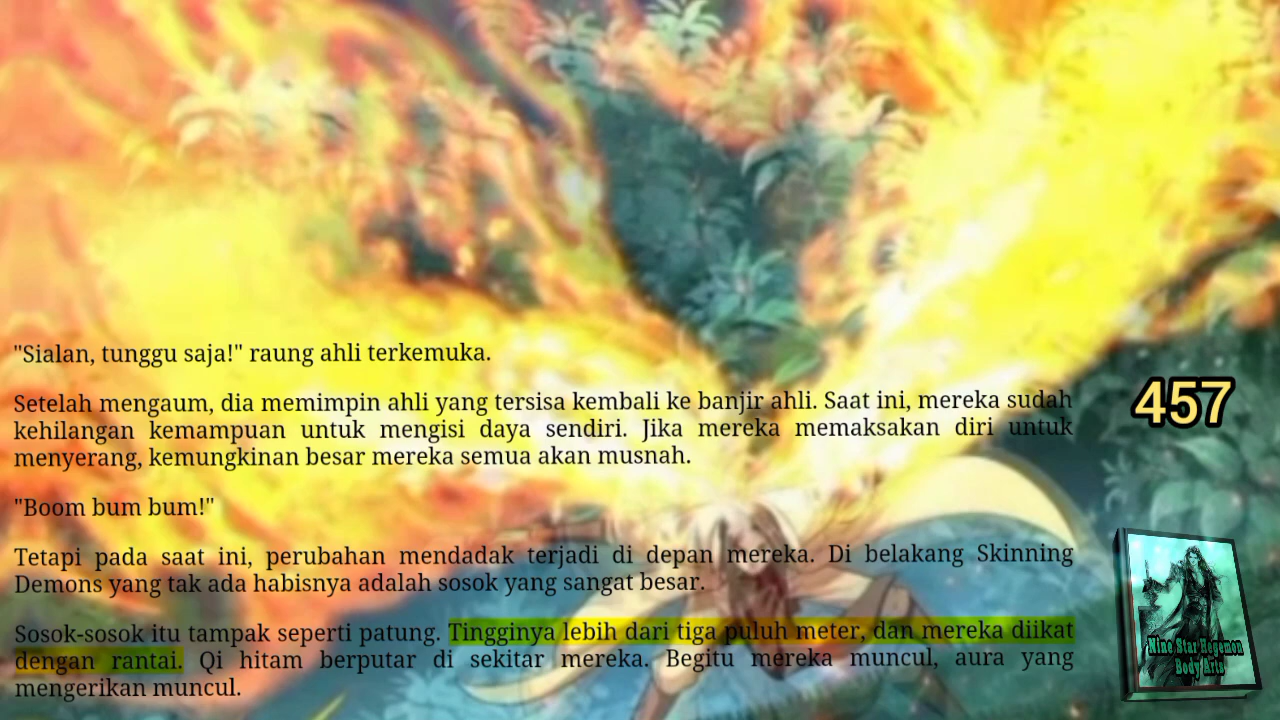 "Sialan, tunggu saja!" raung ahli terkemuka.
Setelah mengaum, dia memimpin ahli yang tersisa kembali ke banjir ahli. Saat ini, mereka sudah
kehilangan kemampuan untuk mengisi daya sendiri. Jika mereka memaksakan diri untuk
menyerang, kemungkinan besar mereka semua akan musnah.
"Boom bum bum!"
Tetapi pada saat ini, perubahan mendadak terjadi di depan mereka. Di belakang Skinning
Demons yang tak ada habisnya adalah sosok yang sangat besar.
Sosok-sosok itu tampak seperti patung. Tingginya lebih dari tiga puluh meter, dan mereka diikat
dengan rantai. Qi hitam berputar di sekitar mereka. Begitu mereka muncul, aura yang
mengerikan muncul.
457
Nine Star Hegemon
Body Arts